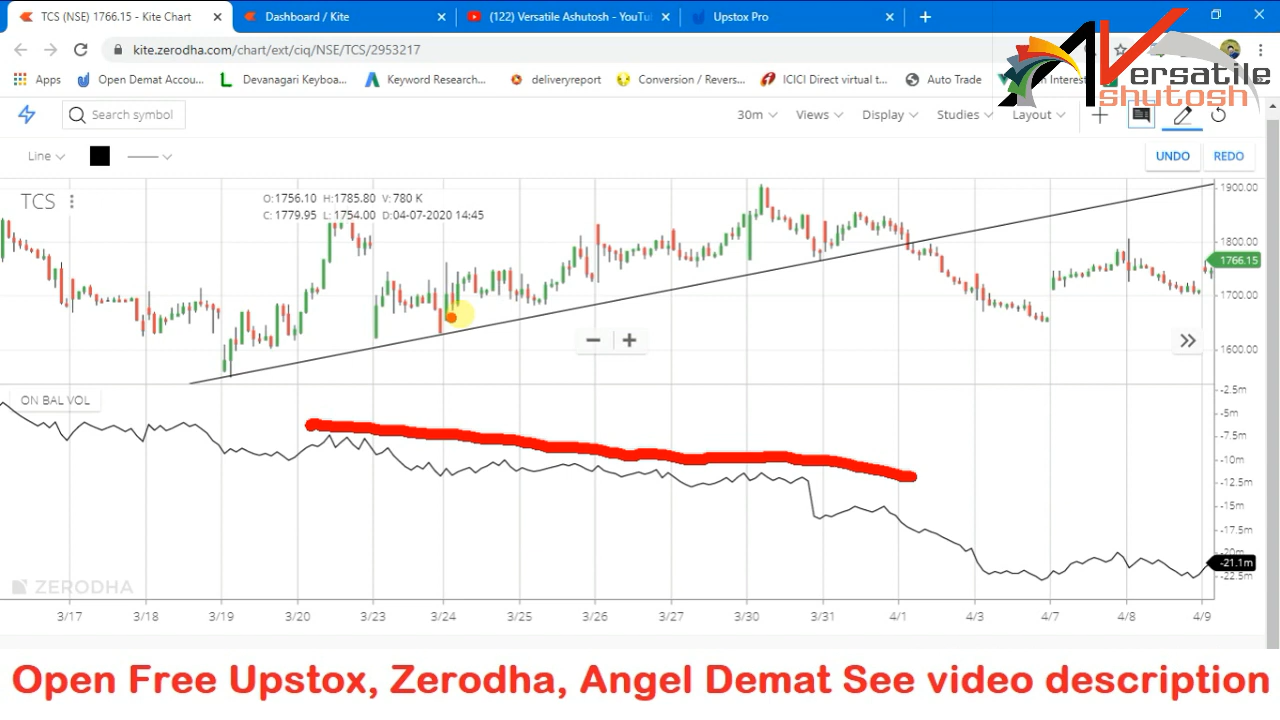 TCS (NSE) 1766.15 - Kite Chart
Dashboard / Kite
(122) Versatile Ashutosh - YouTu
Upstox Pro
kite.zerodha.com/chart/ext/ciq/NSE/TCS/2953217
Versatile
Ashutosh
Apps
Open Demat Accou...
Devanagari Keyboa...
Keyword Research...
deliveryreport
Conversion / Revers...
ICICI Direct virtual t...
Auto Trade
n Interest
Search symbol
30m
Views
Display
Studies
Layout
Line
UNDO
REDO
TCS
O:1756.10 H:1785.80 V:780 K
C:1779.95 L:1754.00 D:04-07-2020 14:45
1900.00
1800.00
1766.15
1700.00
1600.00
ON BAL VOL
-2.5m
-5m
-7.5m
-10m
-12.5m
-15m
-17.5m
-20m
-21.1m
-22.5m
ZERODHA
3/17 3/18 3/19 3/20 3/23 3/24 3/25 3/26 3/27 3/30 3/31 4/1 4/3 4/7 4/8 4/9
Open Free Upstox, Zerodha, Angel Demat See video description